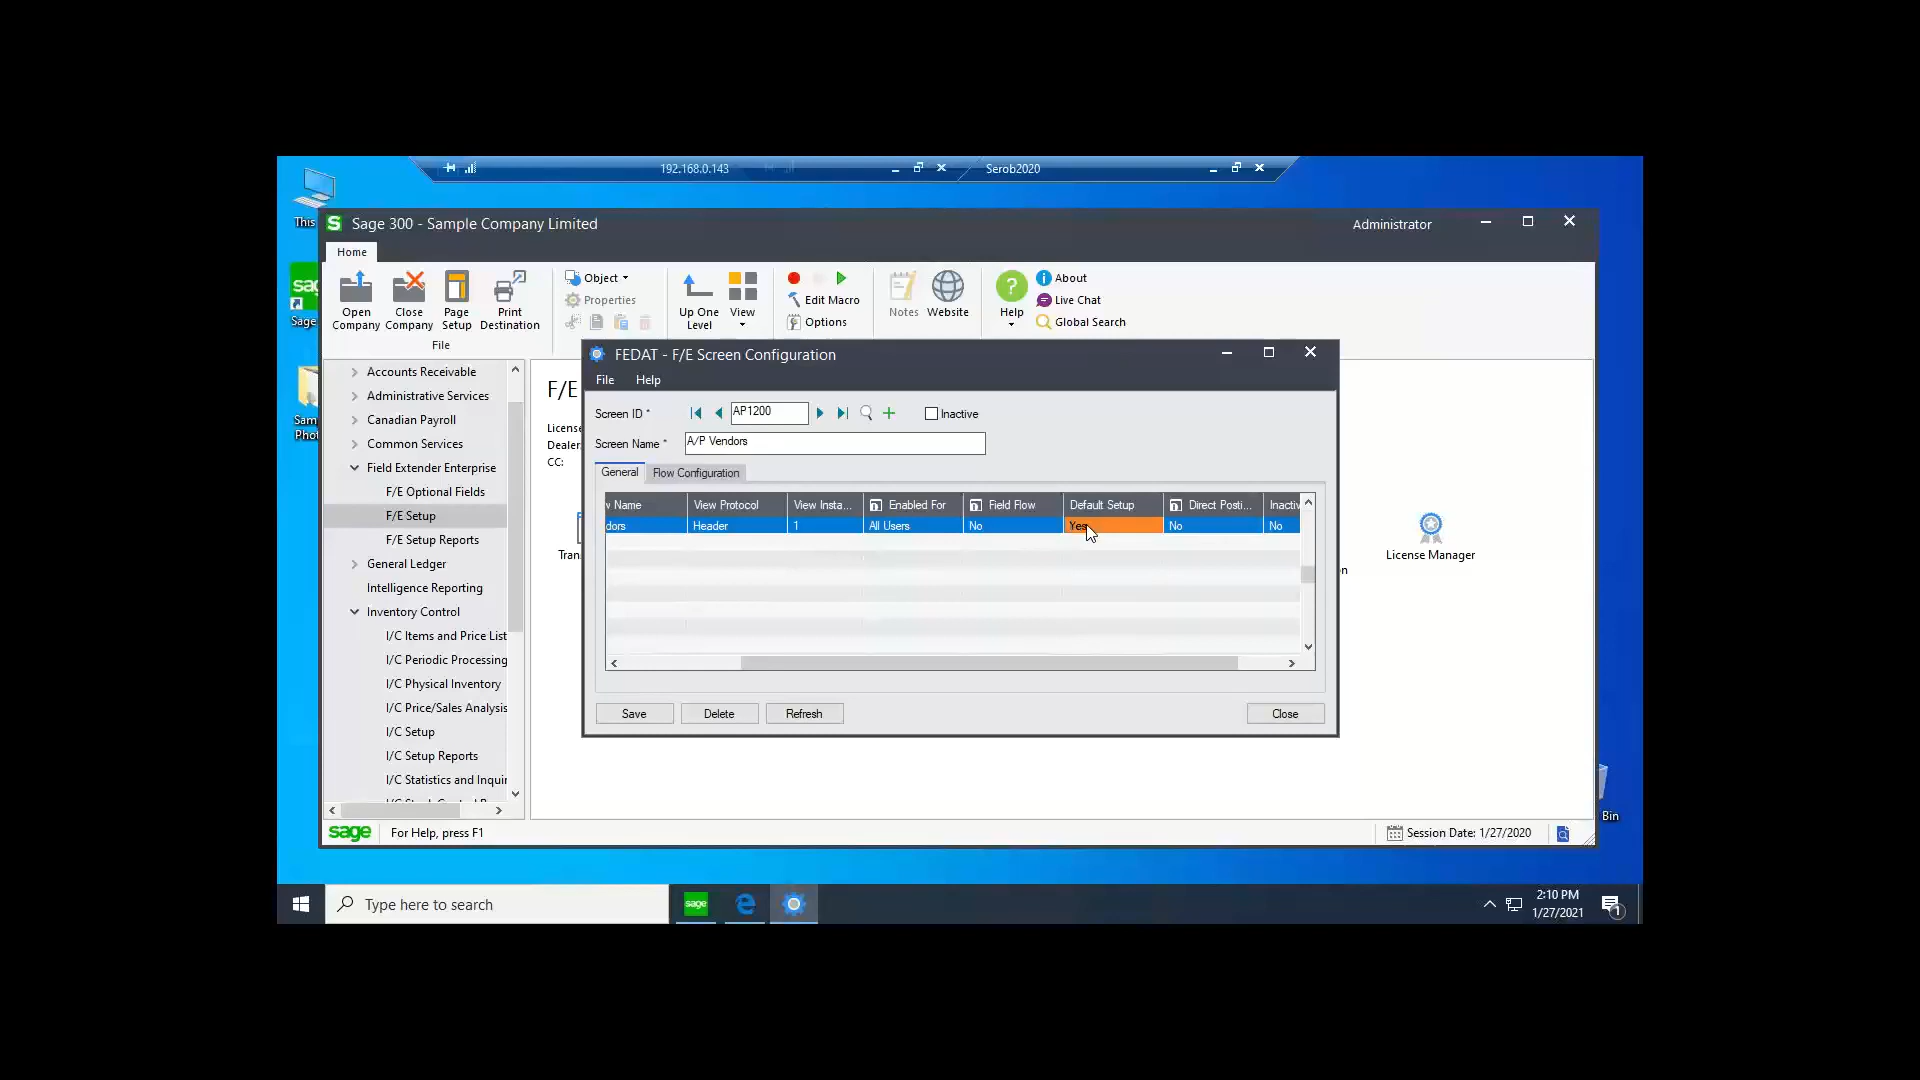 192.168.0.143
Serob2020
This
Sage 300 - Sample Company Limited
Administrator
Home
Open Company
Close Company
Page Setup
Print Destination
File
Object
Properties
Up One Level
View
Edit Macro
Options
Notes
Website
Help
About
Live Chat
Global Search
Sage
Sam
Phot
Accounts Receivable
Administrative Services
Canadian Payroll
Common Services
Field Extender Enterprise
F/E Optional Fields
F/E Setup
F/E Setup Reports
General Ledger
Intelligence Reporting
Inventory Control
I/C Items and Price List
I/C Periodic Processing
I/C Physical Inventory
I/C Price/Sales Analysis
I/C Setup
I/C Setup Reports
I/C Statistics and Inquir
F/E
License
Dealer
CC:
Tran
FEDAT - F/E Screen Configuration
File Help
Screen ID * AP1200 Inactive
Screen Name * A/P Vendors
General Flow Configuration
v Name View Protocol View Insta... Enabled For Field Flow Default Setup Direct Posti... Inactiv
dors Header 1 All Users No Yes No No
Save Delete Refresh Close
License Manager
n
sage For Help, press F1
Session Date: 1/27/2020
Bin
Type here to search
sage
2:10 PM
1/27/2021
1